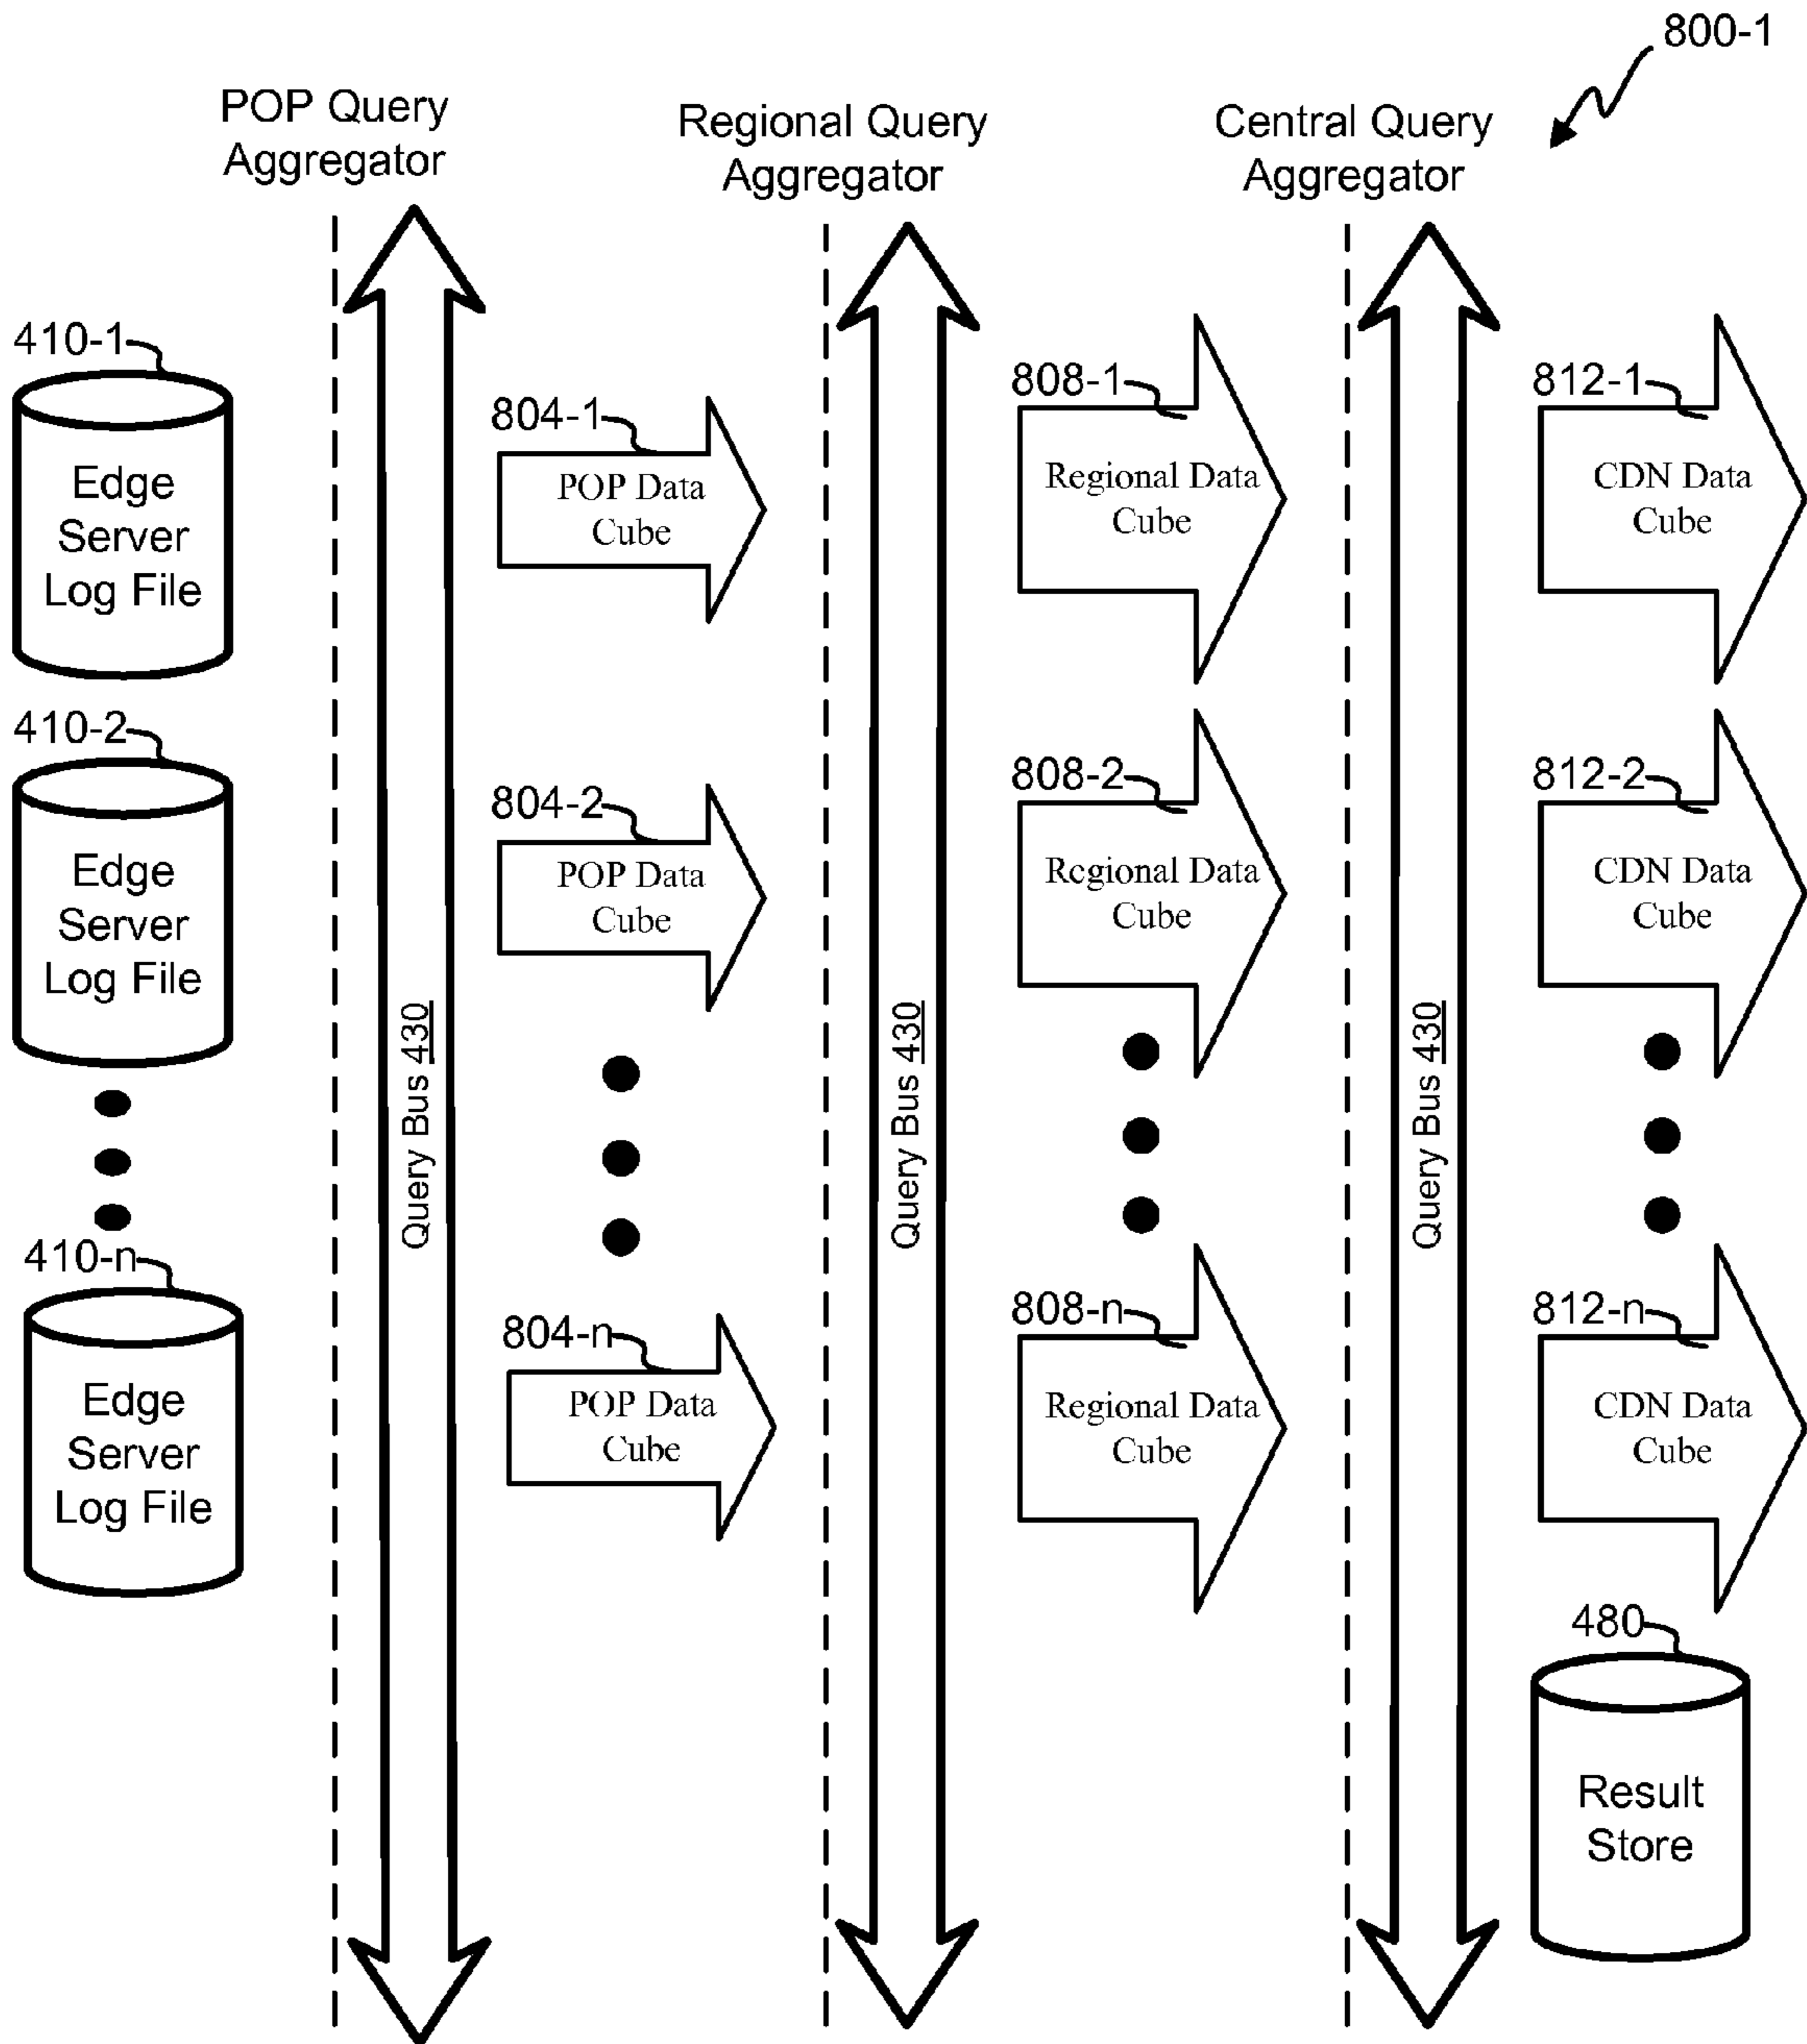 800-1
POP Query
Aggregator
Regional Query
Aggregator
Central Query
Aggregator
410-1
Edge
Server
Log File
804-1
POP Data
Cube
808-1
Regional Data
Cube
812-1
CDN Data
Cube
410-2
Edge
Server
Log File
804-2
POP Data
Cube
808-2
Regional Data
Cube
812-2
CDN Data
Cube
Query Bus 430
Query Bus 430
Query Bus 430
410-n
Edge
Server
Log File
804-n
POP Data
Cube
808-n
Regional Data
Cube
812-n
CDN Data
Cube
480
Result
Store